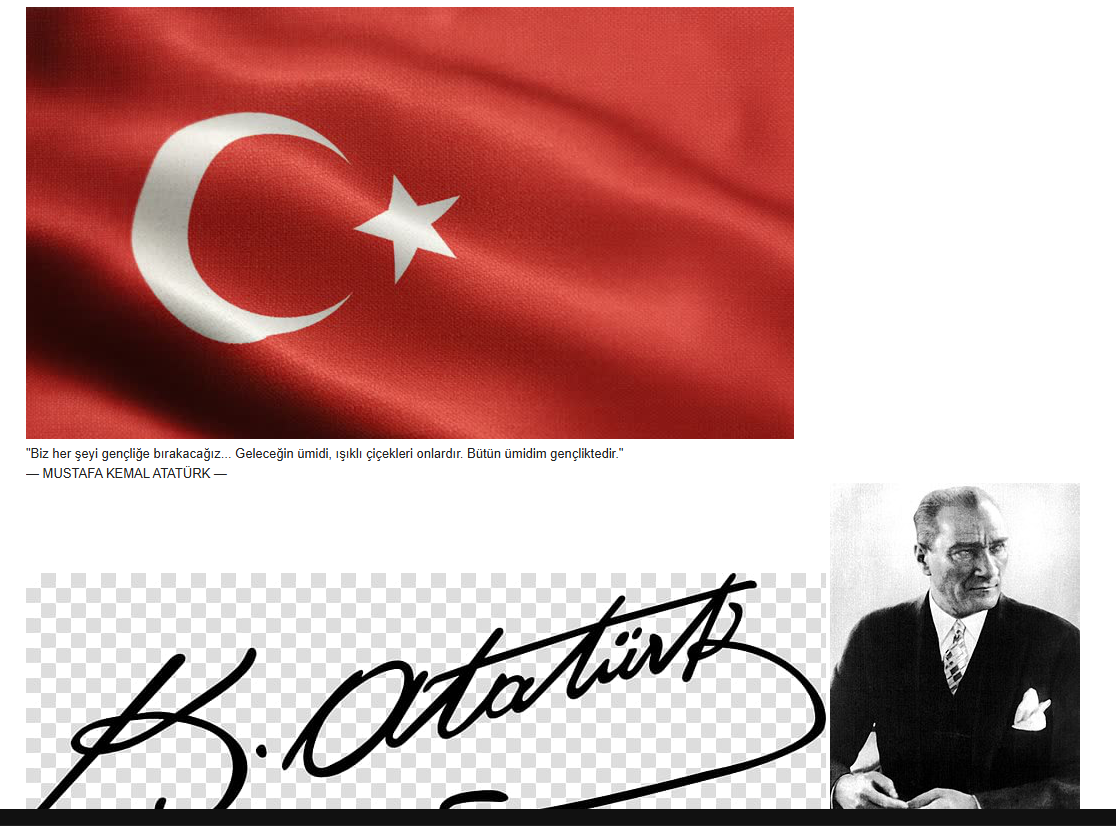 "Biz her şeyi gençliğe bırakacağız... Geleceğin ümidi, ışıklı çiçekleri onlardır. Bütün ümidim gençliktedir."
— MUSTAFA KEMAL ATATÜRK —
K. Atatürk